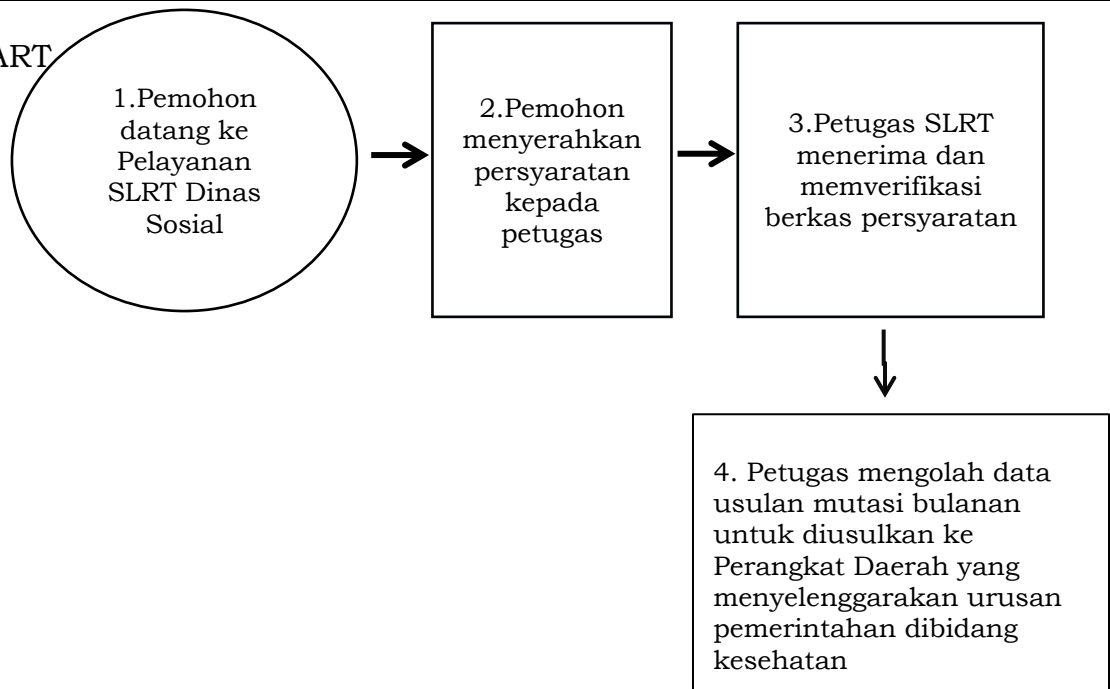 ART
1.Pemohon
datang ke
Pelayanan
SLRT Dinas
Sosial
2.Pemohon
menyerahkan
persyaratan
kepada
petugas
3.Petugas SLRT
menerima dan
memverifikasi
berkas persyaratan
4. Petugas mengolah data
usulan mutasi bulanan
untuk diusulkan ke
Perangkat Daerah yang
menyelenggarakan urusan
pemerintahan dibidang
kesehatan